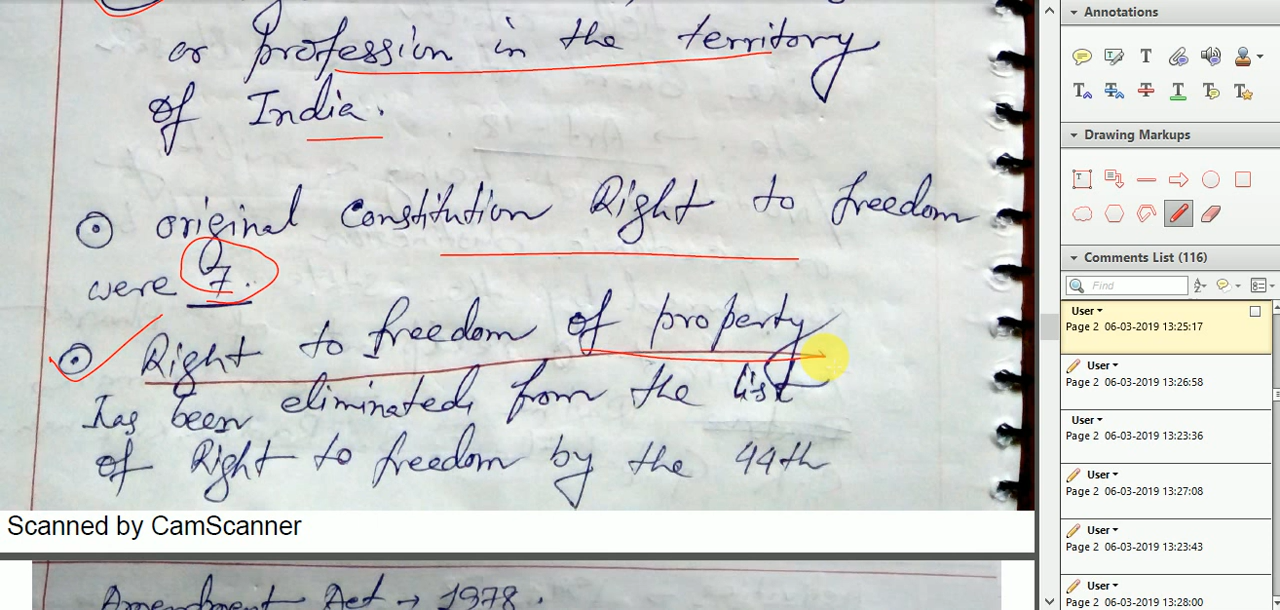 or profession in the territory
of India.
⊙ original Constitution Right to freedom
were 7.
⊙ Right to freedom of property
has been eliminated from the list
of Right to freedom by the 44th
Scanned by CamScanner
Amendment Act → 1978.
Annotations
T
T T T T T
Drawing Markups
T
Comments List (116)
Find
User
Page 2 06-03-2019 13:25:17
User
Page 2 06-03-2019 13:26:58
User
Page 2 06-03-2019 13:23:36
User
Page 2 06-03-2019 13:27:08
User
Page 2 06-03-2019 13:23:43
User
Page 2 06-03-2019 13:28:00